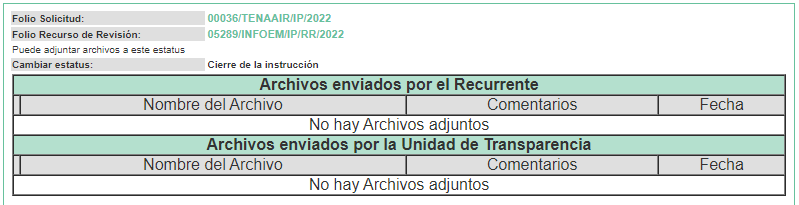 Folio Solicitud: 00036/TENAAIR/IP/2022
Folio Recurso de Revisión: 05289/INFOEM/IP/RR/2022
Puede adjuntar archivos a este estatus
Cambiar estatus: Cierre de la instrucción
Archivos enviados por el Recurrente
Nombre del Archivo Comentarios Fecha
No hay Archivos adjuntos
Archivos enviados por la Unidad de Transparencia
Nombre del Archivo Comentarios Fecha
No hay Archivos adjuntos